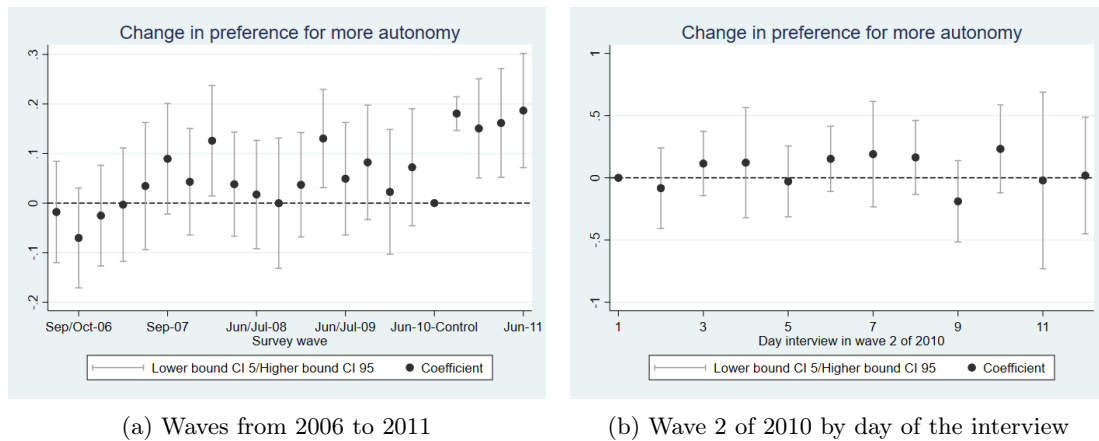 Change in preference for more autonomy
.3
.2
.1
0
-.1
-.2
Sep/Oct-06 Sep-07 Jun/Jul-08 Jun/Jul-09 Jun-10-Control Jun-11
Survey wave
Lower bound CI 5/Higher bound CI 95 Coefficient
(a) Waves from 2006 to 2011
Change in preference for more autonomy
1
.5
0
-.5
-1
1 3 5 7 9 11
Day interview in wave 2 of 2010
Lower bound CI 5/Higher bound CI 95 Coefficient
(b) Wave 2 of 2010 by day of the interview